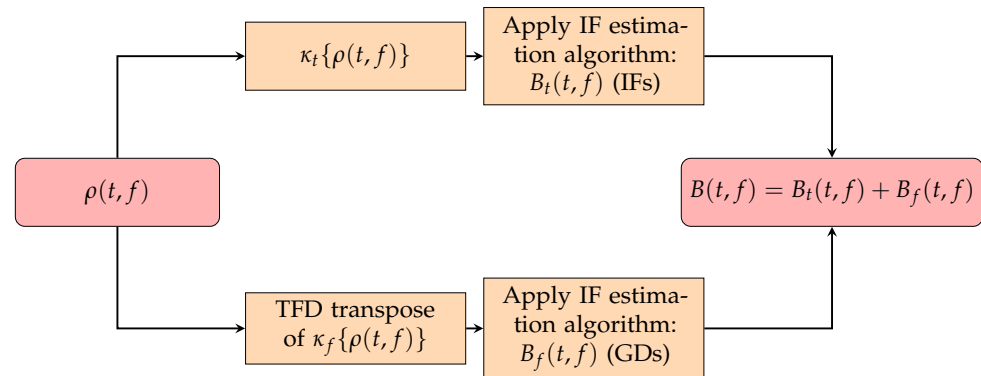 ρ(t, f)
κ_t{ρ(t, f)}
Apply IF estima-
tion algorithm:
B_t(t, f) (IFs)
TFD transpose
of κ_f{ρ(t, f)}
Apply IF estima-
tion algorithm:
B_f(t, f) (GDs)
B(t, f) = B_t(t, f) + B_f(t, f)